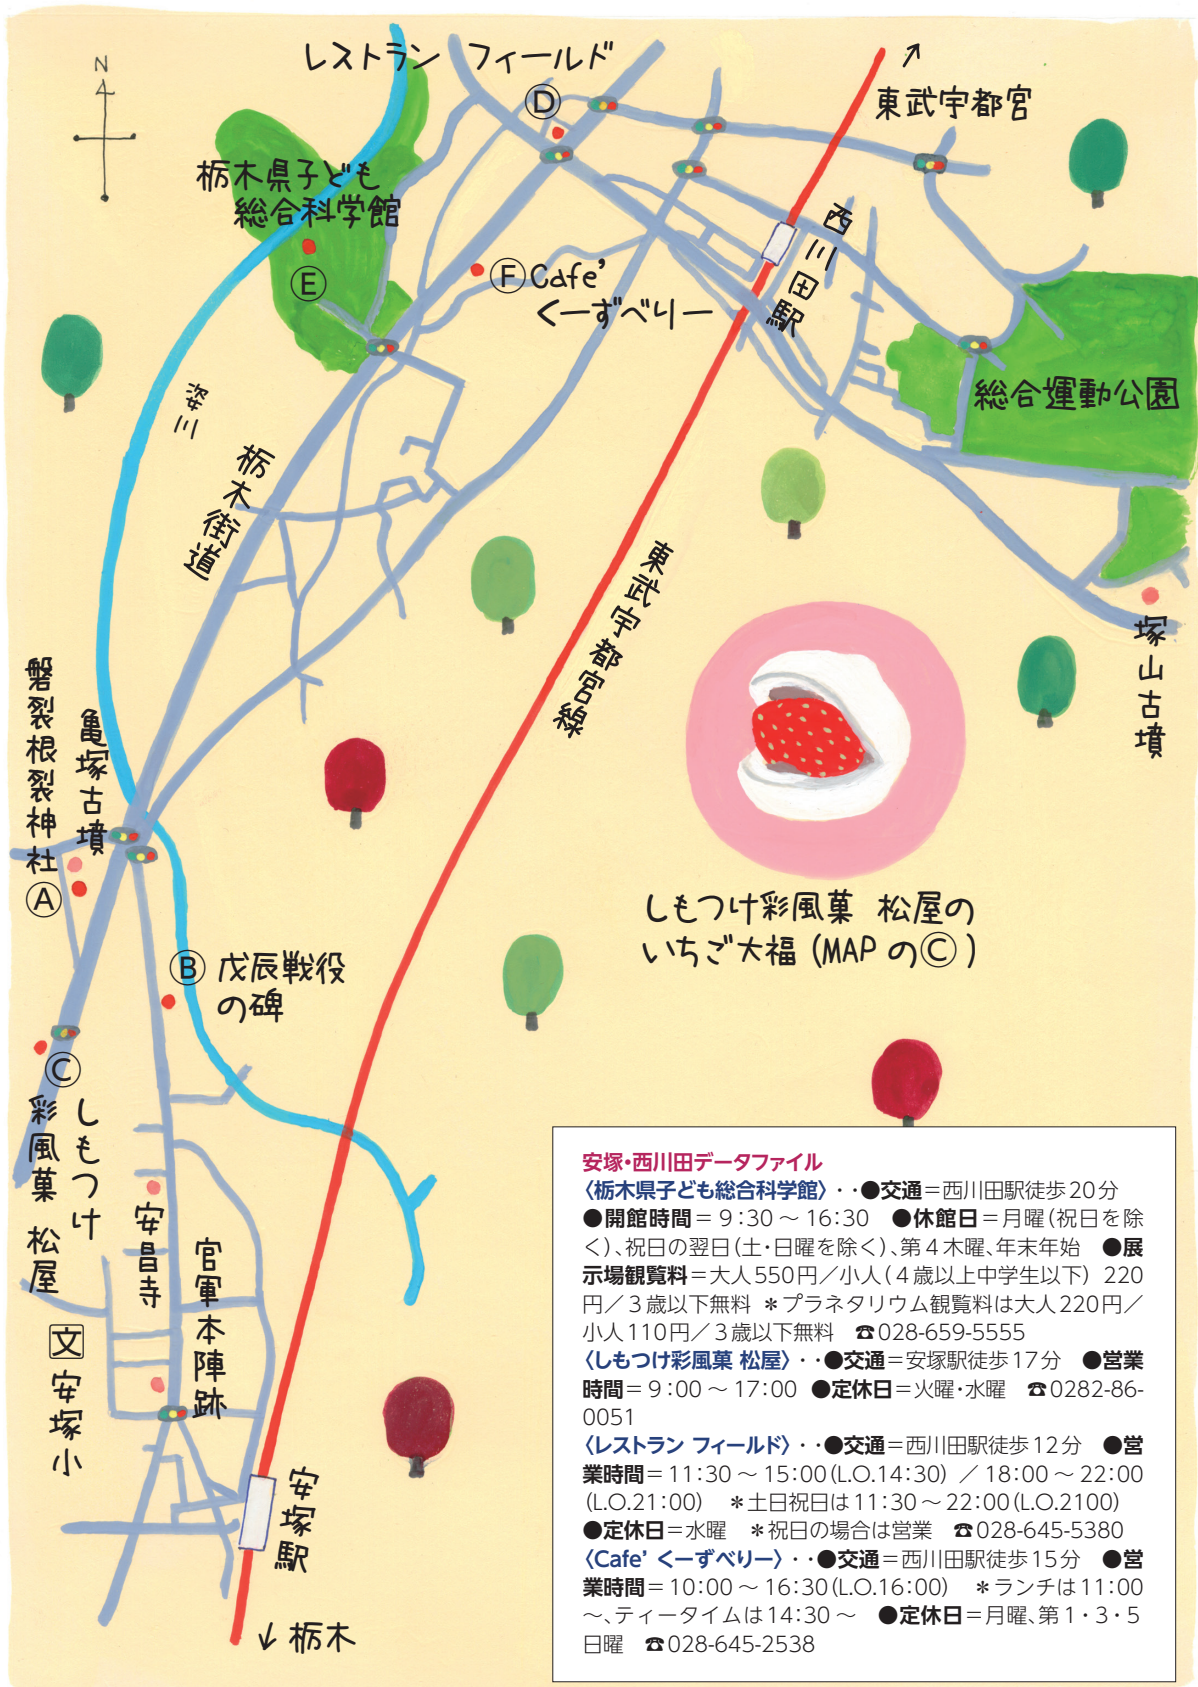 N
レストラン フィールド
D
東武宇都宮
栃木県子ども
総合科学館
E
西川田駅
F Cafe’
くーずべりー
総合運動公園
姿川
栃木街道
東武宇都宮線
塚山古墳
磐裂根裂神社
A
亀塚古墳
しもつけ彩風菓 松屋の
いちご大福 (MAP のC)
B 戊辰戦役
の碑
C
しもつけ
彩風菓 松屋
安昌寺
官軍本陣跡
文 安塚小
安塚駅
↓栃木
安塚・西川田データファイル
〈栃木県子ども総合科学館〉‥●交通＝西川田駅徒歩20分
●開館時間＝9:30～16:30 ●休館日＝月曜(祝日を除
く)、祝日の翌日(土・日曜を除く)、第4木曜、年末年始 ●展
示場観覧料＝大人550円／小人(4歳以上中学生以下) 220
円／3歳以下無料 ＊プラネタリウム観覧料は大人220円／
小人110円／3歳以下無料 ☎028-659-5555
〈しもつけ彩風菓 松屋〉‥●交通＝安塚駅徒歩17分 ●営業
時間＝9:00～17:00 ●定休日＝火曜・水曜 ☎0282-86-
0051
〈レストラン フィールド〉‥●交通＝西川田駅徒歩12分 ●営
業時間＝11:30～15:00(L.O.14:30) ／18:00～22:00
(L.O.21:00) ＊土日祝日は11:30～22:00(L.O.2100)
●定休日＝水曜 ＊祝日の場合は営業 ☎028-645-5380
〈Cafe’ くーずべりー〉‥●交通＝西川田駅徒歩15分 ●営
業時間＝10:00～16:30(L.O.16:00) ＊ランチは11:00
～、ティータイムは14:30～ ●定休日＝月曜、第1・3・5
日曜 ☎028-645-2538